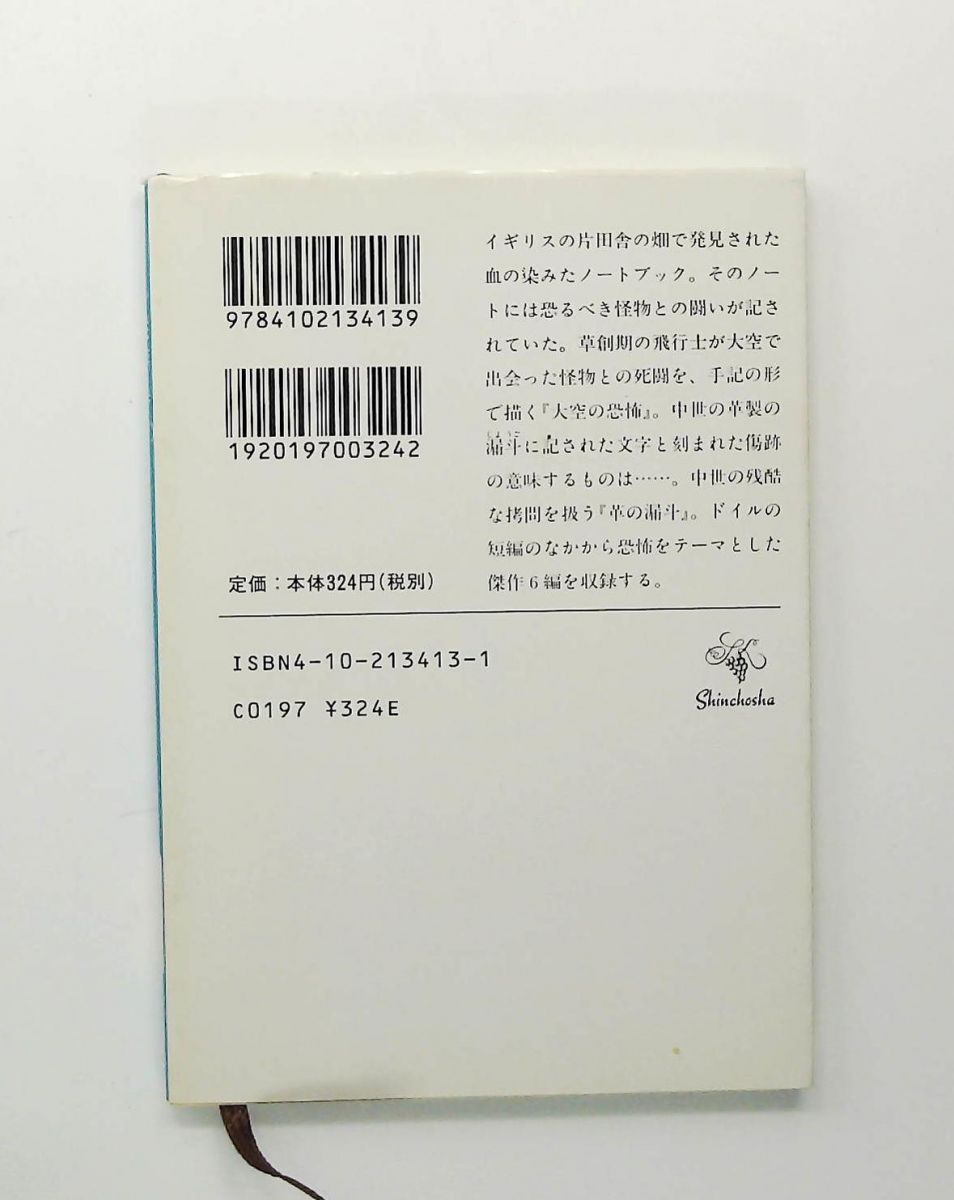 9784102134139
1920197003242
定価：本体324円(税別)
ISBN4-10-213413-1
C0197 ¥324E
イギリスの片田舎の畑で発見された
血の染みたノートブック。そのノー
トには恐るべき怪物との闘いが記さ
れていた。草創期の飛行士が大空で
出会った怪物との死闘を、手記の形
で描く『大空の恐怖』。中世の革製の
じょうご
漏斗に記された文字と刻まれた傷跡
の意味するものは……。中世の残酷
な拷問を扱う『革の漏斗』。ドイルの
短編のなかから恐怖をテーマとした
傑作6編を収録する。
SK
Shinchosha